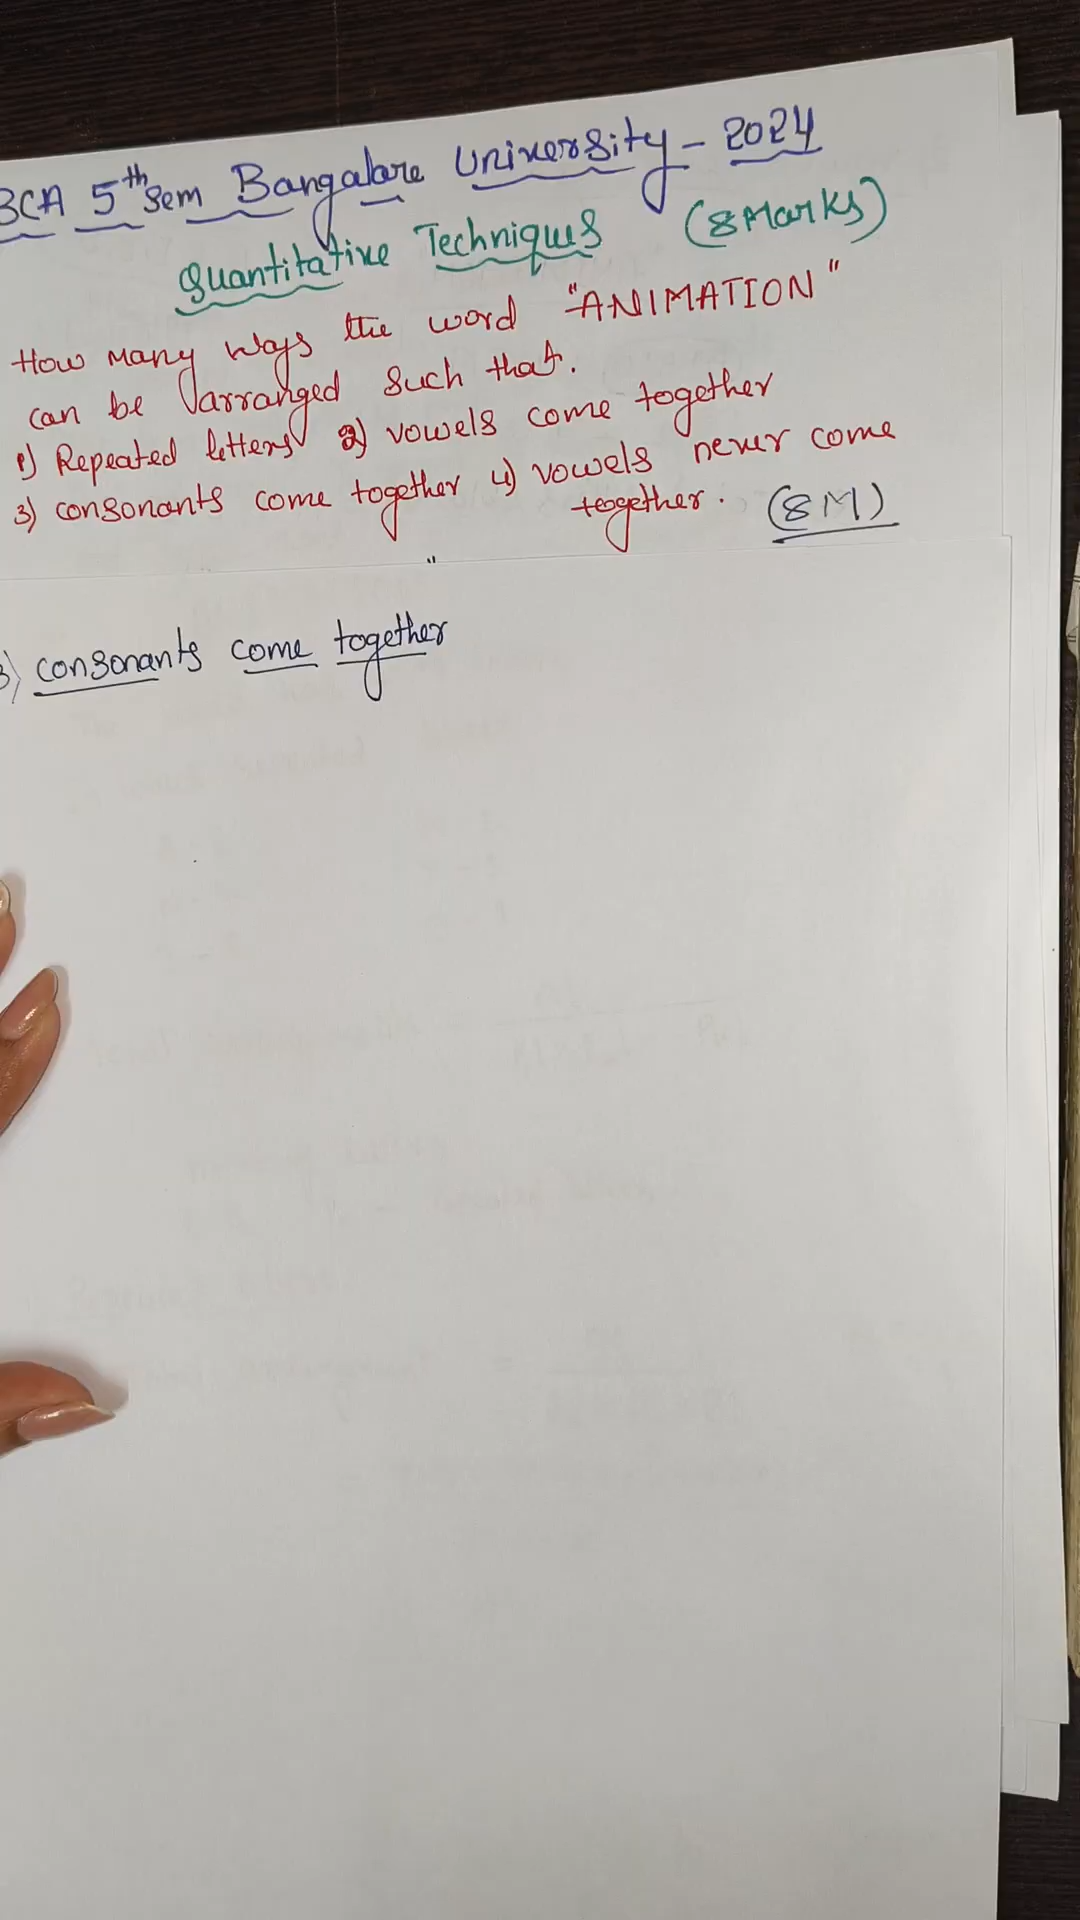 BCA 5th Sem Bangalore University - 2024
Quantitative Techniques (8 Marks)
How Many Ways the word "ANIMATION"
can be arranged such that.
1) Repeated letters 2) vowels come together
3) consonants come together 4) vowels never come
together. (8M)
"
3) consonants come together